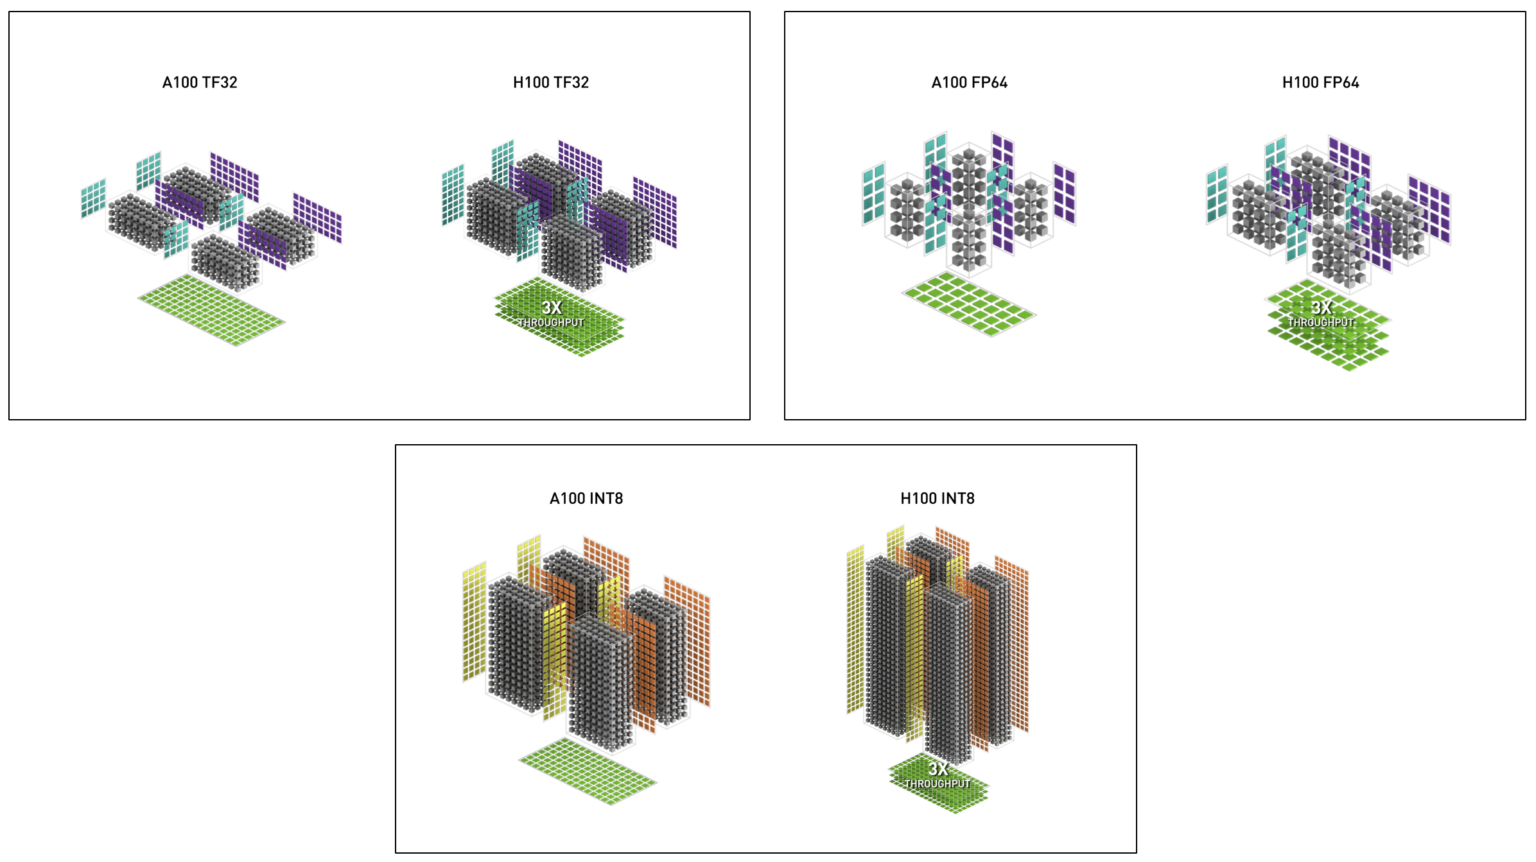 A100 TF32
H100 TF32
3X
THROUGHPUT
A100 FP64
H100 FP64
3X
THROUGHPUT
A100 INT8
H100 INT8
3X
THROUGHPUT